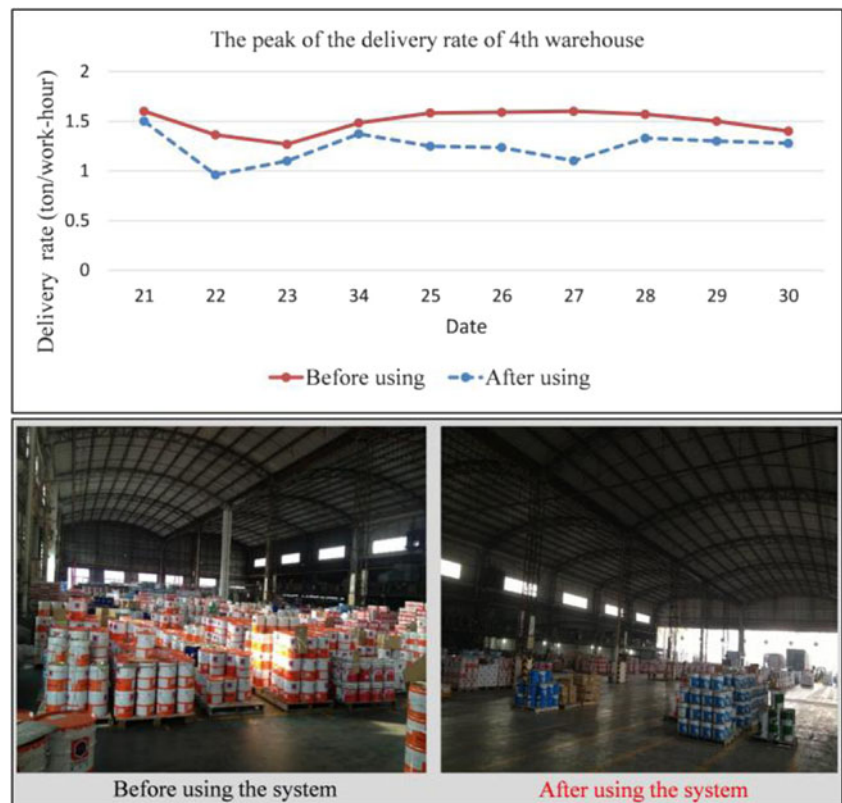 The peak of the delivery rate of 4th warehouse
Delivery rate (ton/work-hour)
2
1.5
1
0.5
0
21 22 23 34 25 26 27 28 29 30
Date
Before using After using
Before using the system
After using the system